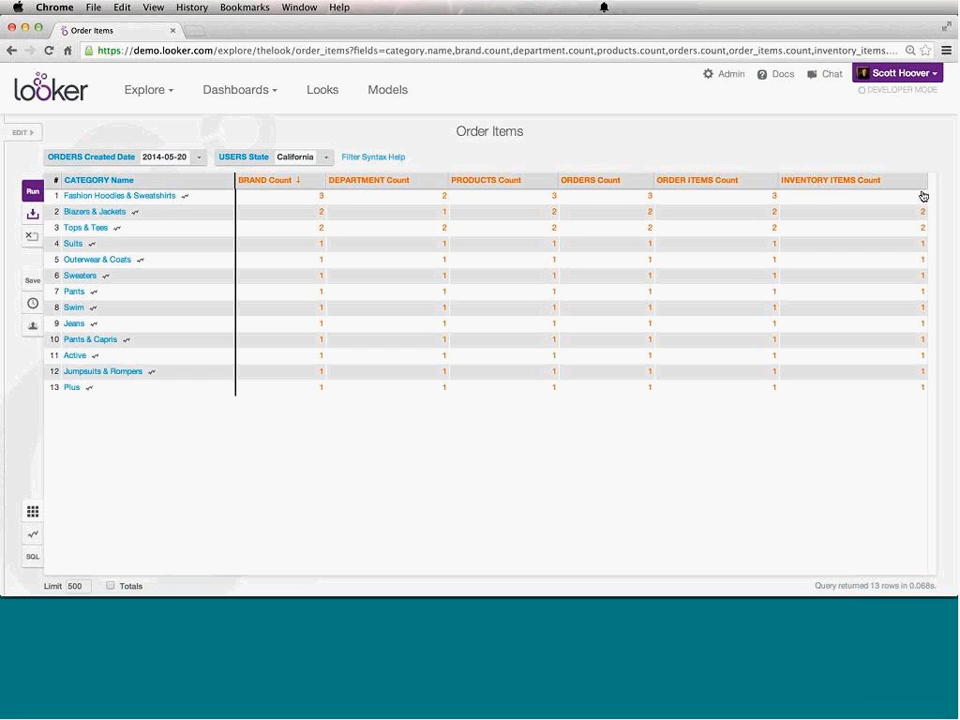 Chrome File Edit View History Bookmarks Window Help
Order Items
https://demo.looker.com/explore/thelook/order_items?fields=category.name,brand.count,department.count,products.count,orders.count,order_items.count,inventory_items....
looker Explore Dashboards Looks Models Admin Docs Chat Scott Hoover
DEVELOPER MODE
EDIT
Order Items
ORDERS Created Date 2014-05-20 USERS State California Filter Syntax Help
# CATEGORY Name BRAND Count ↓ DEPARTMENT Count PRODUCTS Count ORDERS Count ORDER ITEMS Count INVENTORY ITEMS Count
Run
1 Fashion Hoodies & Sweatshirts 3 2 3 3 3
2 Blazers & Jackets 2 1 2 2 2 2
3 Tops & Tees 2 2 2 2 2 2
4 Suits 1 1 1 1 1 1
5 Outerwear & Coats 1 1 1 1 1 1
6 Sweaters 1 1 1 1 1 1
Save
7 Pants 1 1 1 1 1 1
8 Swim 1 1 1 1 1 1
9 Jeans 1 1 1 1 1 1
10 Pants & Capris 1 1 1 1 1 1
11 Active 1 1 1 1 1 1
12 Jumpsuits & Rompers 1 1 1 1 1 1
13 Plus 1 1 1 1 1 1
SQL
Limit 500 Totals Query returned 13 rows in 0.068s.